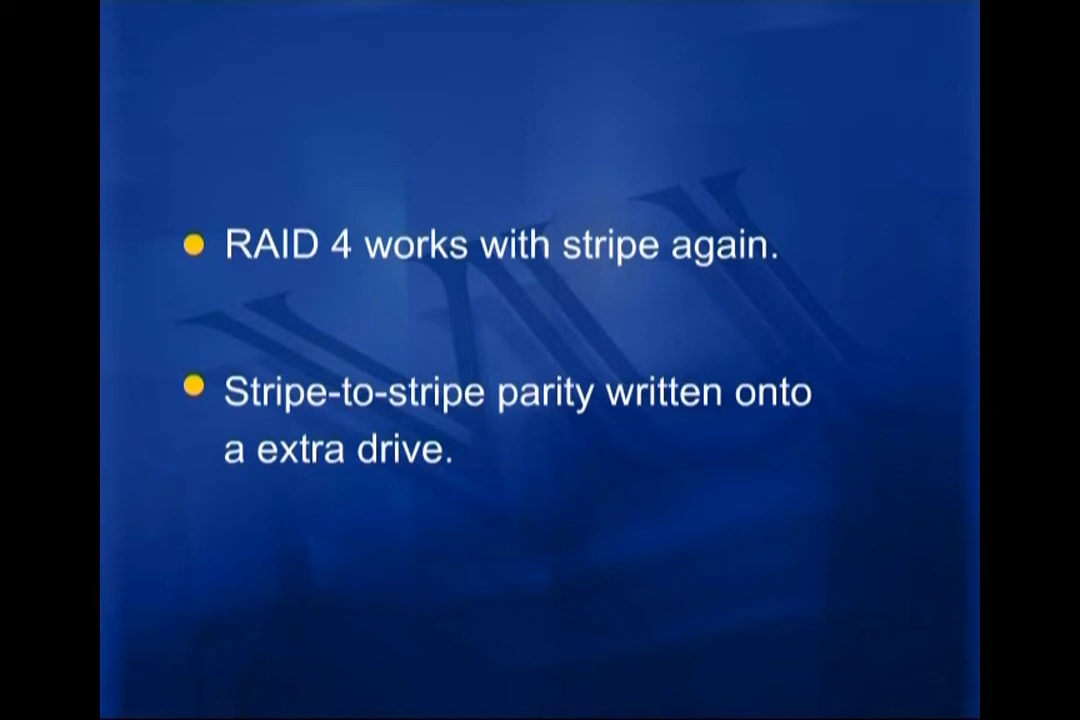 RAID 4 works with stripe again.
Stripe-to-stripe parity written onto
a extra drive.